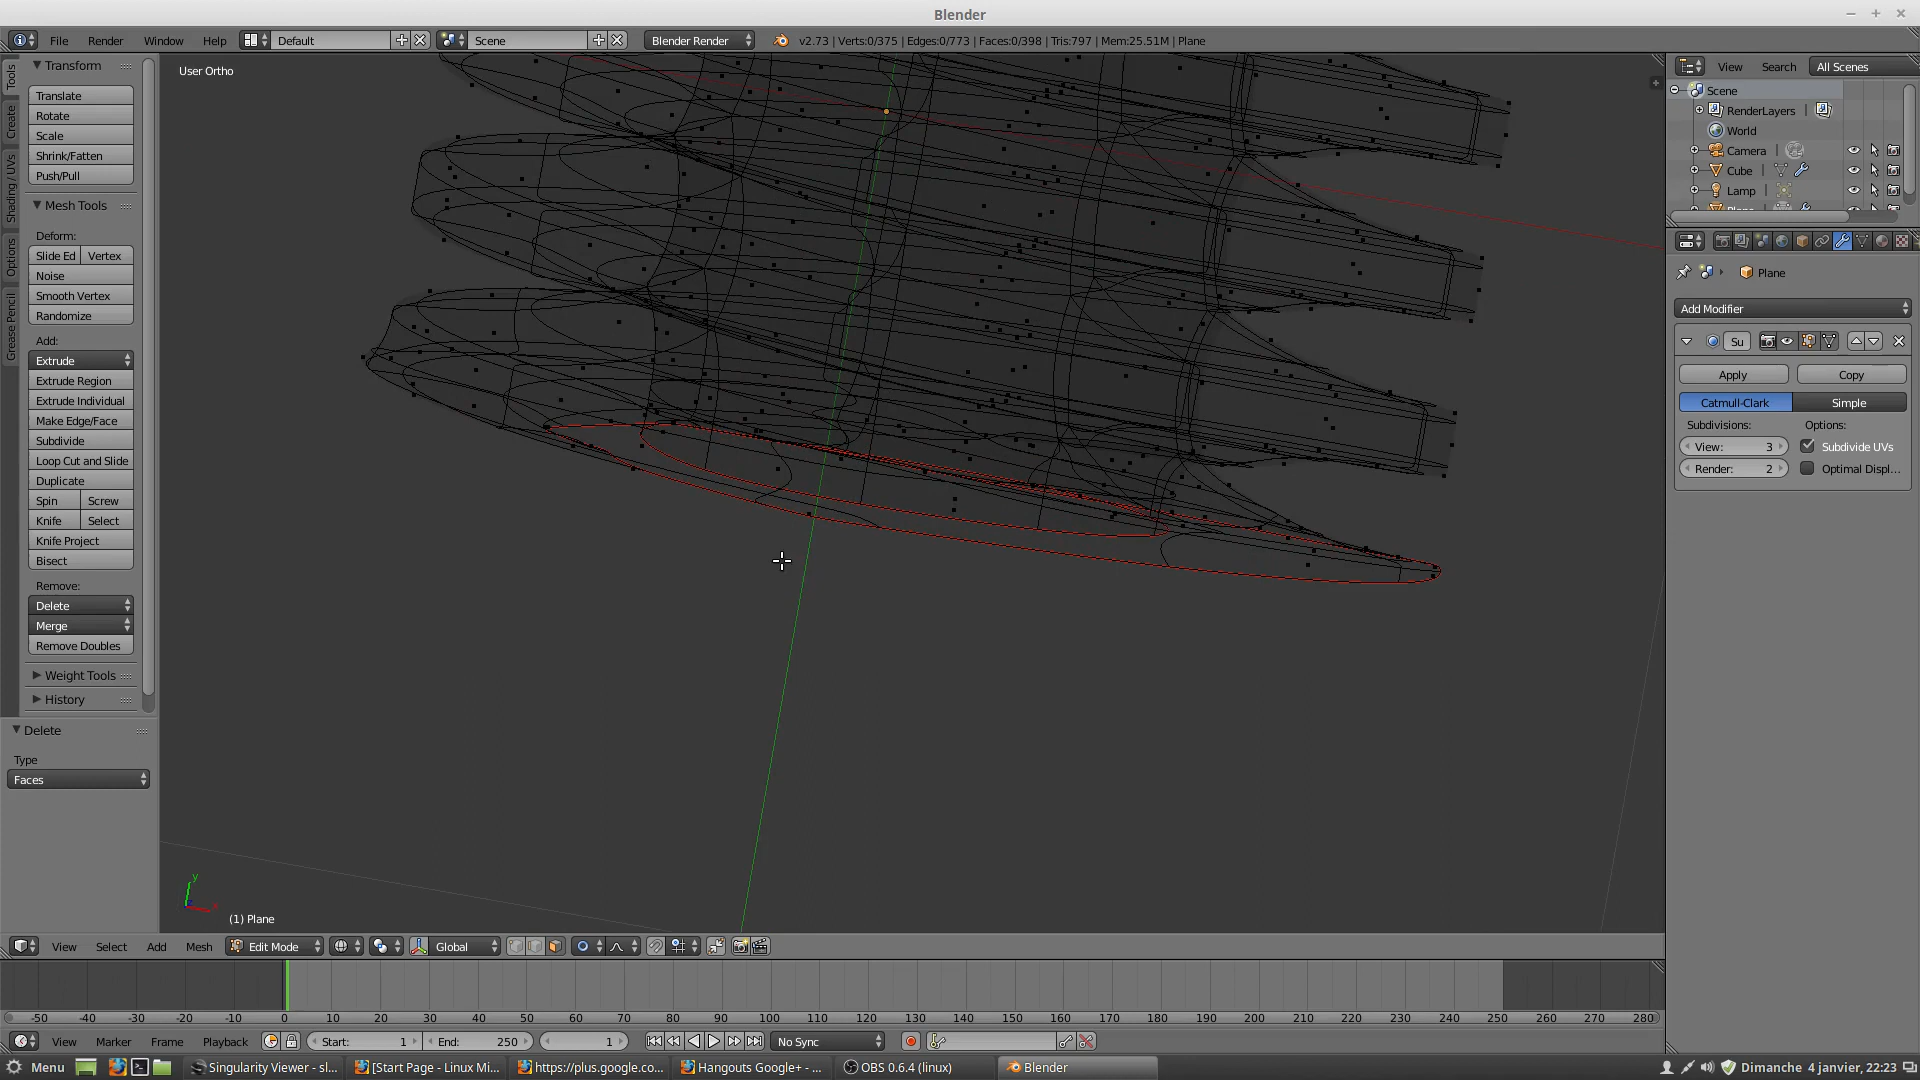 Blender
File Render Window Help Default Scene Blender Render v2.73 | Verts:0/375 | Edges:0/773 | Faces:0/398 | Tris:797 | Mem:25.51M | Plane
Tools
Create
Shading / UVs
Options
Grease Pencil
Transform
Translate
Rotate
Scale
Shrink/Fatten
Push/Pull
Mesh Tools
Deform:
Slide Ed Vertex
Noise
Smooth Vertex
Randomize
Add:
Extrude
Extrude Region
Extrude Individual
Make Edge/Face
Subdivide
Loop Cut and Slide
Duplicate
Spin Screw
Knife Select
Knife Project
Bisect
Remove:
Delete
Merge
Remove Doubles
Weight Tools
History
Delete
Type
Faces
User Ortho
y
x
(1) Plane
View Search All Scenes
Scene
RenderLayers
World
Camera
Cube
Lamp
Plane
Add Modifier
Su
Apply Copy
Catmull-Clark Simple
Subdivisions: Options:
View: 3 Subdivide UVs
Render: 2 Optimal Displ...
View Select Add Mesh Edit Mode Global
-50 -40 -30 -20 -10 0 10 20 30 40 50 60 70 80 90 100 110 120 130 140 150 160 170 180 190 200 210 220 230 240 250 260 270 280
View Marker Frame Playback Start: 1 End: 250 1 No Sync
Menu Singularity Viewer - sl... [Start Page - Linux Mi... https://plus.google.co... Hangouts Google+ - ... OBS 0.6.4 (linux) Blender Dimanche 4 janvier, 22:23